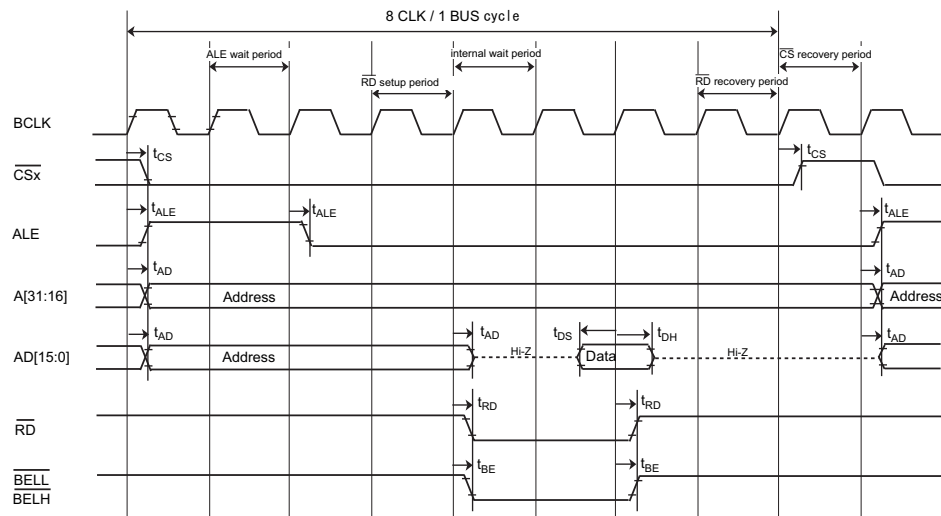 8 CLK / 1 BUS cycle
ALE wait period
internal wait period
CS recovery period
RD setup period
RD recovery period
BCLK
CSx
tCS
tCS
ALE
tALE
tALE
tALE
A[31:16]
tAD
Address
tAD
Address
AD[15:0]
tAD
Address
tAD
Hi-Z
tDS
Data
tDH
Hi-Z
tAD
RD
tRD
tRD
BELL
BELH
tBE
tBE